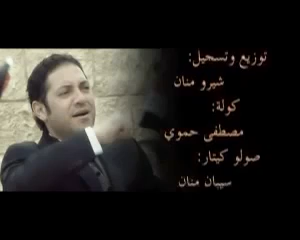 توزيع وتسجيل:
شيرو منان
كولة:
مصطفى حموي
صولو كيتار:
سيبان منان